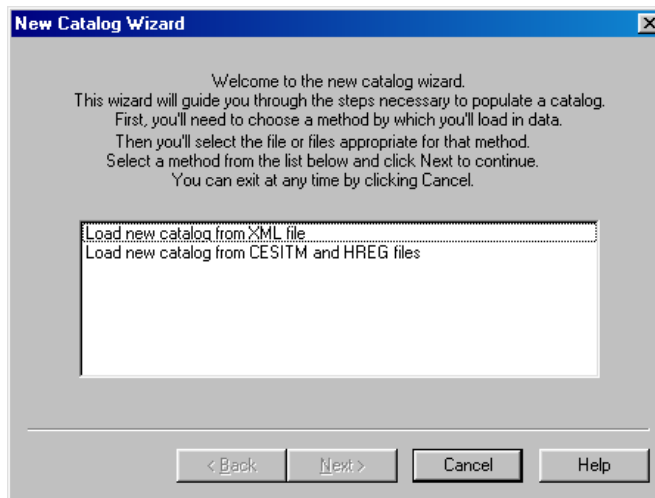 New Catalog Wizard
Welcome to the new catalog wizard.
This wizard will guide you through the steps necessary to populate a catalog.
First, you'll need to choose a method by which you'll load in data.
Then you'll select the file or files appropriate for that method.
Select a method from the list below and click Next to continue.
You can exit at any time by clicking Cancel.
Load new catalog from XML file
Load new catalog from CESITM and HREG files
< Back Next > Cancel Help